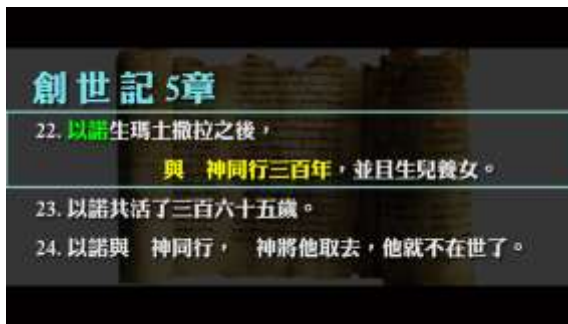 創世記 5章
22. 以諾生瑪土撒拉之後，
與　神同行三百年，並且生兒養女。
23. 以諾共活了三百六十五歲。
24. 以諾與　神同行，　神將他取去，他就不在世了。